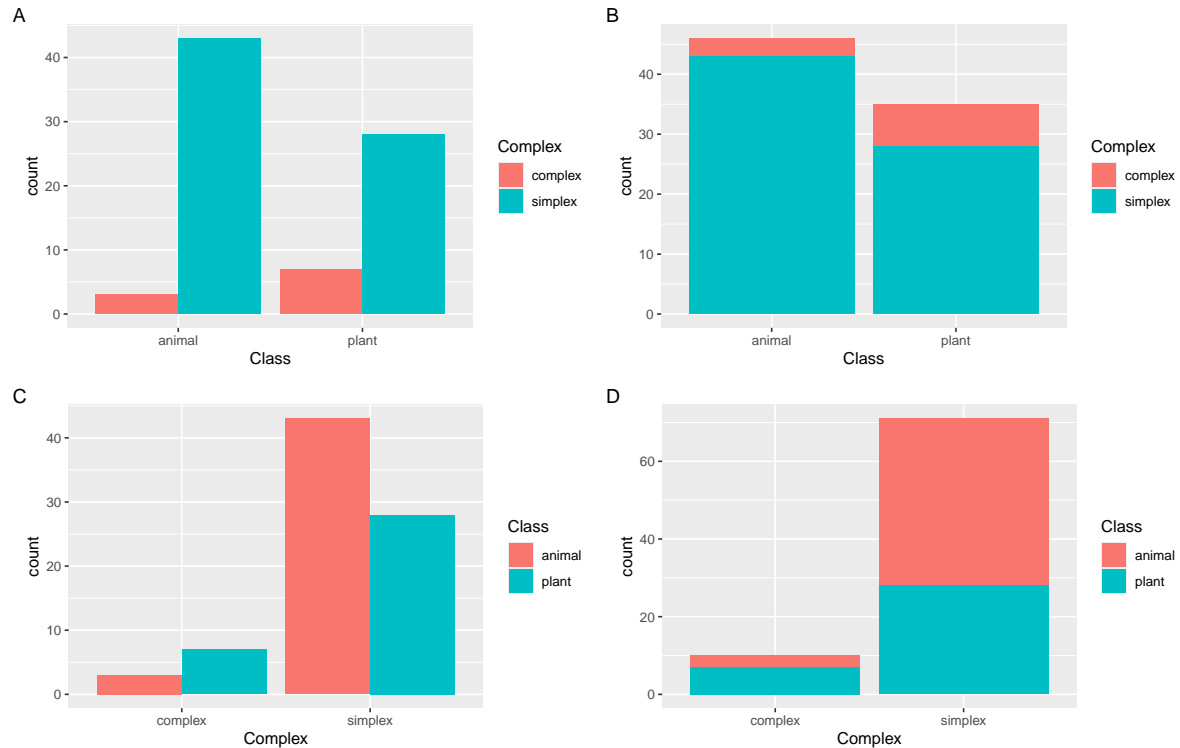 A
count
40
30
20
10
0
animal plant
Class
Complex
complex
simplex
B
count
40
30
20
10
0
animal plant
Class
Complex
complex
simplex
C
count
40
30
20
10
0
complex simplex
Complex
Class
animal
plant
D
count
60
40
20
0
complex simplex
Complex
Class
animal
plant